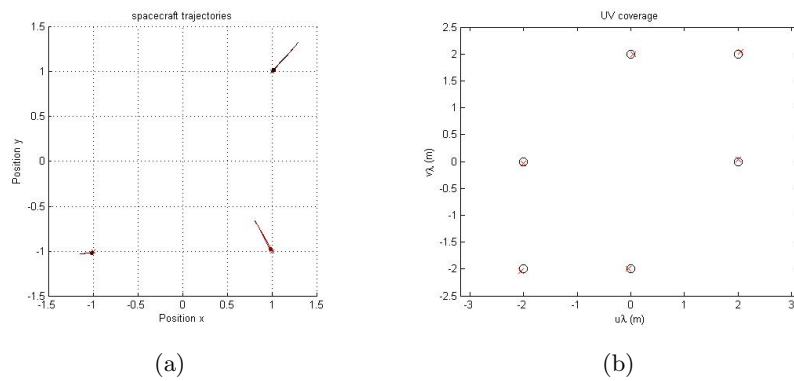 spacecraft trajectories
1.5
1
0.5
0
-0.5
-1
-1.5
Position y
-1.5 -1 -0.5 0 0.5 1 1.5
Position x
(a)
UV coverage
2.5
2
1.5
1
0.5
0
-0.5
-1
-1.5
-2
-2.5
vλ (m)
-3 -2 -1 0 1 2 3
uλ (m)
(b)